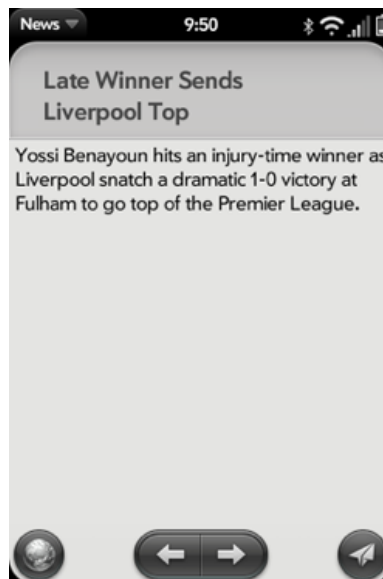 News
9:50
Late Winner Sends
Liverpool Top
Yossi Benayoun hits an injury-time winner as
Liverpool snatch a dramatic 1-0 victory at
Fulham to go top of the Premier League.